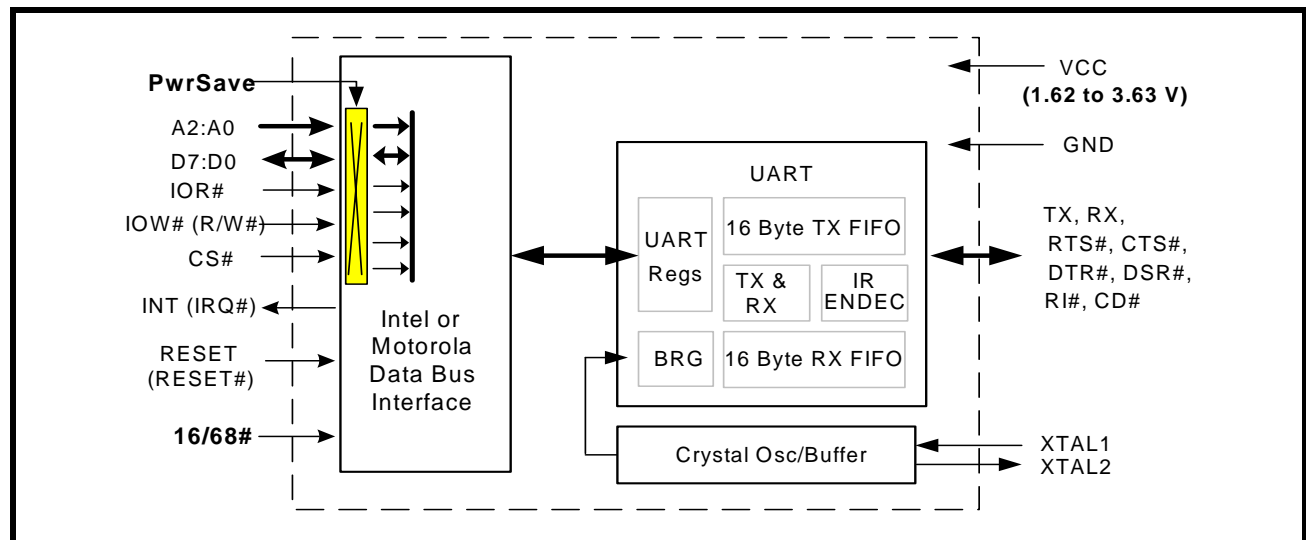 PwrSave
A2:A0
D7:D0
IOR#
IOW# (R/W#)
CS#
INT (IRQ#)
RESET
(RESET#)
16/68#
Intel or
Motorola
Data Bus
Interface
UART
UART
Regs
16 Byte TX FIFO
TX &
RX
IR
ENDEC
BRG
16 Byte RX FIFO
Crystal Osc/Buffer
VCC
(1.62 to 3.63 V)
GND
TX, RX,
RTS#, CTS#,
DTR#, DSR#,
RI#, CD#
XTAL1
XTAL2